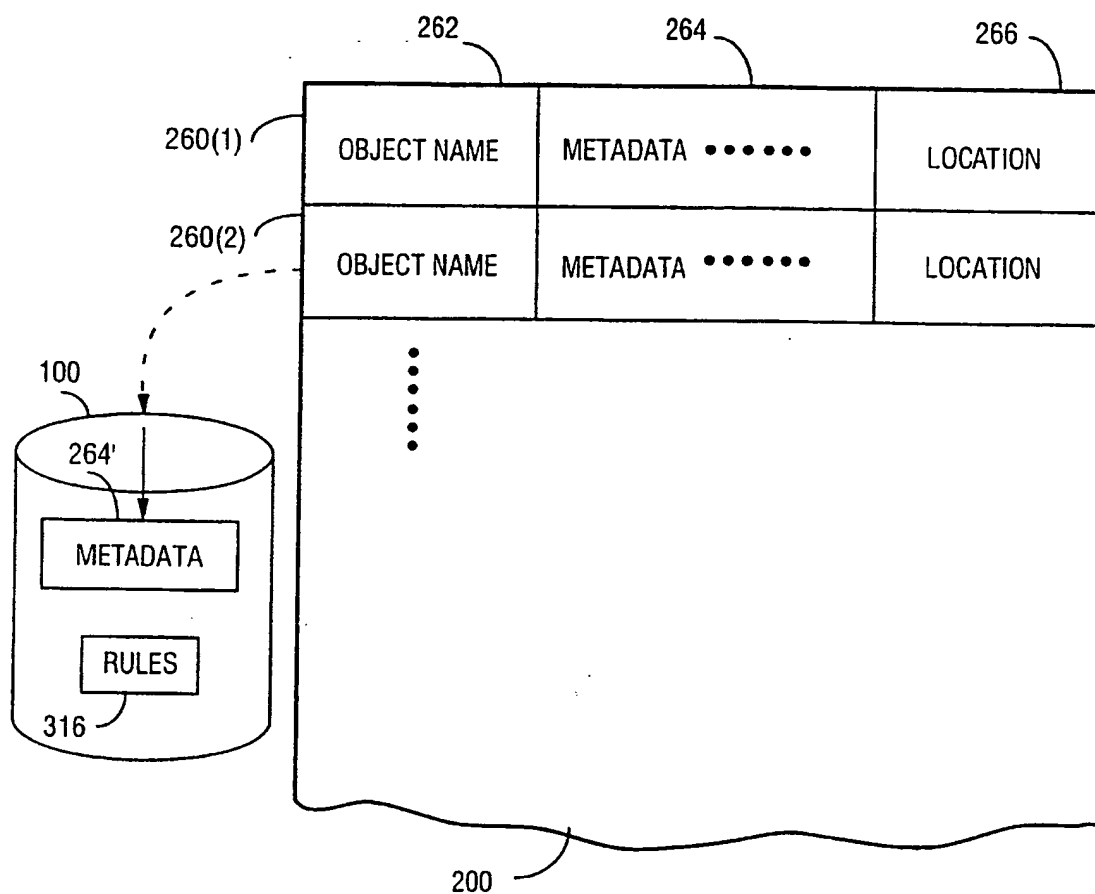 262 264 266
260(1) OBJECT NAME METADATA •••••• LOCATION
260(2) OBJECT NAME METADATA •••••• LOCATION
100
264'
METADATA
RULES
316
200